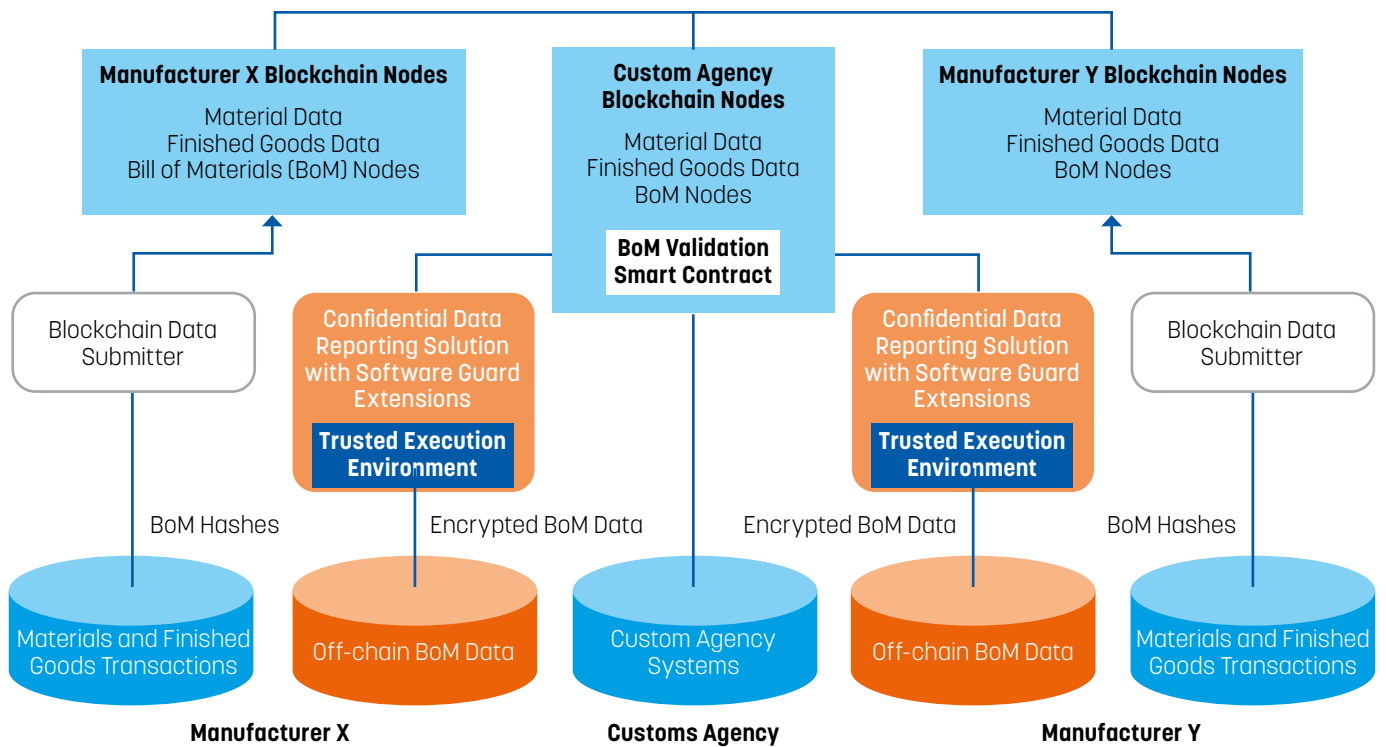 Manufacturer X Blockchain Nodes
Material Data
Finished Goods Data
Bill of Materials (BoM) Nodes
Custom Agency
Blockchain Nodes
Material Data
Finished Goods Data
BoM Nodes
BoM Validation
Smart Contract
Manufacturer Y Blockchain Nodes
Material Data
Finished Goods Data
BoM Nodes
Blockchain Data
Submitter
Confidential Data
Reporting Solution
with Software Guard
Extensions
Trusted Execution
Environment
Confidential Data
Reporting Solution
with Software Guard
Extensions
Trusted Execution
Environment
Blockchain Data
Submitter
BoM Hashes
Encrypted BoM Data
Encrypted BoM Data
BoM Hashes
Materials and Finished
Goods Transactions
Off-chain BoM Data
Custom Agency
Systems
Off-chain BoM Data
Materials and Finished
Goods Transactions
Manufacturer X
Customs Agency
Manufacturer Y